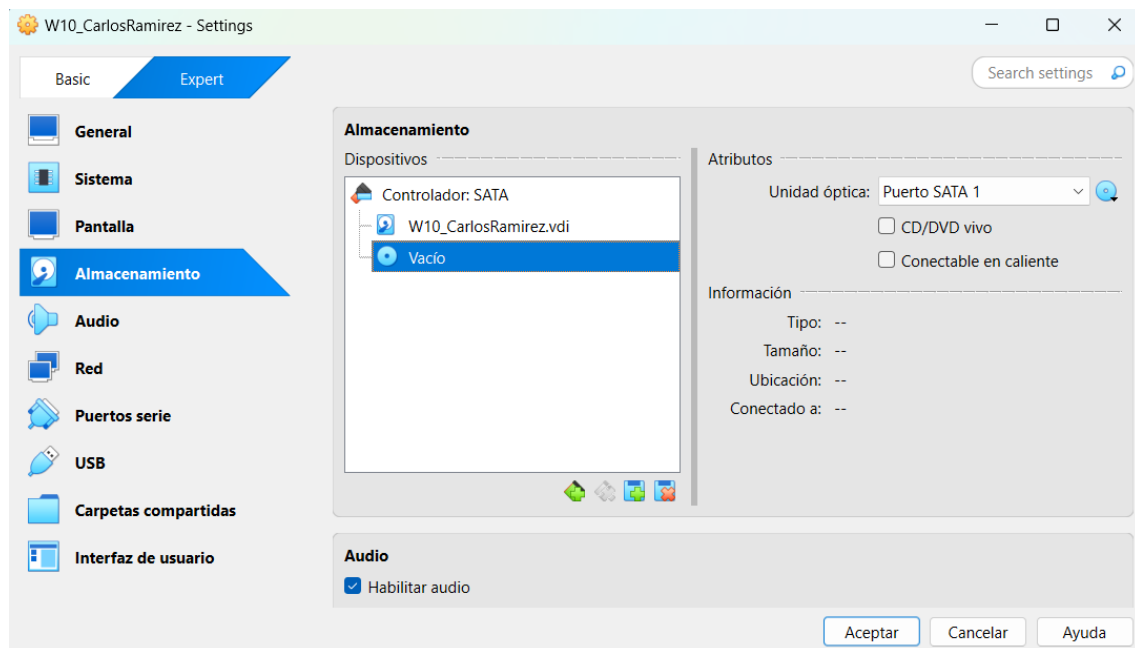 W10_CarlosRamirez - Settings
Basic
Expert
Search settings
General
Sistema
Pantalla
Almacenamiento
Audio
Red
Puertos serie
USB
Carpetas compartidas
Interfaz de usuario
Almacenamiento
Dispositivos
Controlador: SATA
W10_CarlosRamirez.vdi
Vacío
Atributos
Unidad óptica: Puerto SATA 1
CD/DVD vivo
Conectable en caliente
Información
Tipo: --
Tamaño: --
Ubicación: --
Conectado a: --
Audio
Habilitar audio
Aceptar Cancelar Ayuda